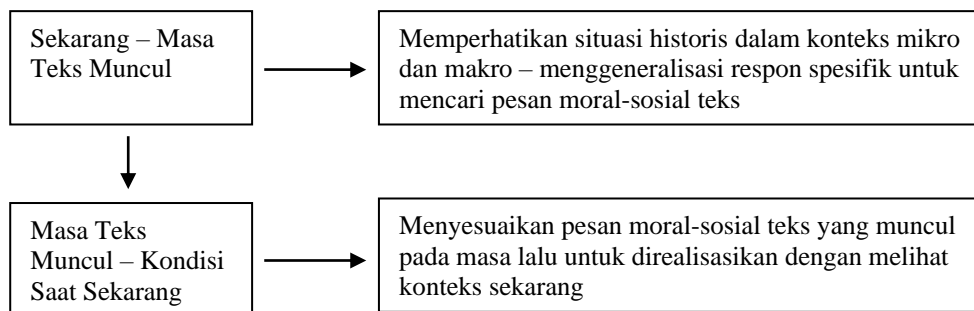 Sekarang – Masa
Teks Muncul
Memperhatikan situasi historis dalam konteks mikro
dan makro – menggeneralisasi respon spesifik untuk
mencari pesan moral-sosial teks
Masa Teks
Muncul – Kondisi
Saat Sekarang
Menyesuaikan pesan moral-sosial teks yang muncul
pada masa lalu untuk direalisasikan dengan melihat
konteks sekarang